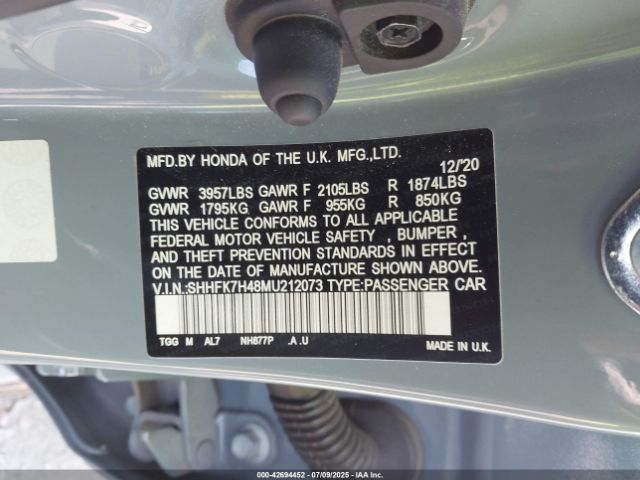 MFD.BY HONDA OF THE U.K. MFG.,LTD.
12/'20
GVWR 3957LBS GAWR F 2105LBS R 1874LBS
GVWR 1795KG GAWR F 955KG R 850KG
THIS VEHICLE CONFORMS TO ALL APPLICABLE
FEDERAL MOTOR VEHICLE SAFETY , BUMPER ,
AND THEFT PREVENTION STANDARDS IN EFFECT
ON THE DATE OF MANUFACTURE SHOWN ABOVE.
V.I.N.:SHHFK7H48MU212073 TYPE:PASSENGER CAR
TGG M AL7 NH877P .A .U MADE IN U.K.
000-42694452 07/09/2025 IAA Inc.